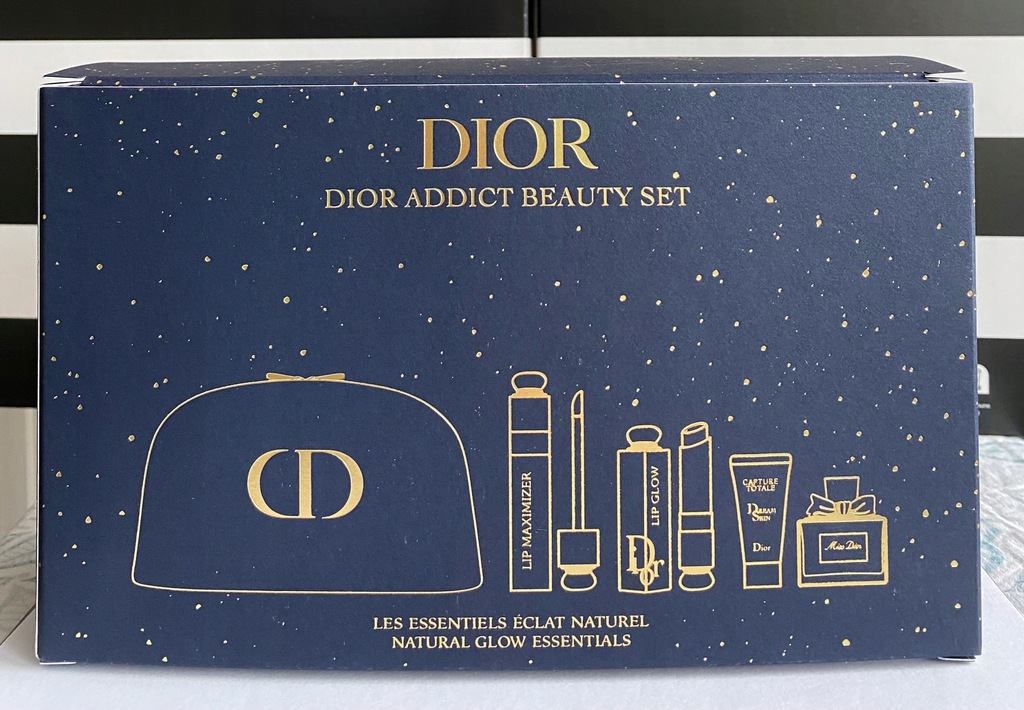 DIOR
DIOR ADDICT BEAUTY SET
CD
LIP MAXIMIZER
LIP GLOW
Dior
CAPTURE
TOTALE
DREAM
SKIN
Dior
Miss Dior
LES ESSENTIELS ÉCLAT NATUREL
NATURAL GLOW ESSENTIALS